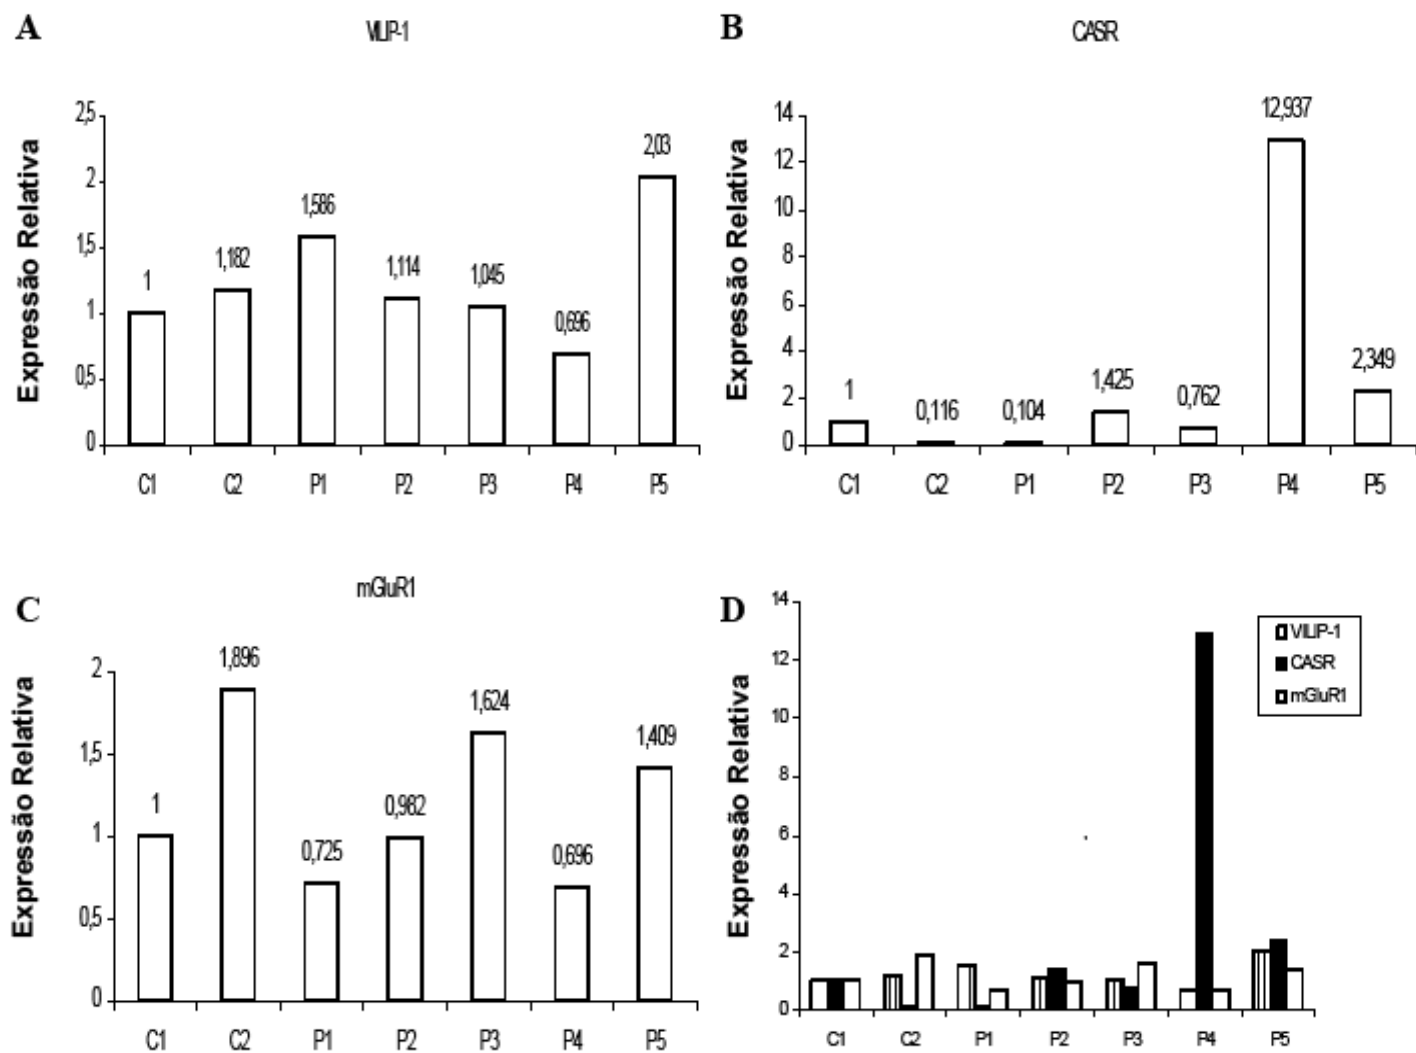 A
VILIP-1
Expressão Relativa
2,5
2
1,5
1
0,5
0
1
1,182
1,586
1,114
1,045
0,696
2,03
C1 C2 P1 P2 P3 P4 P5
B
CASR
Expressão Relativa
14
12
10
8
6
4
2
0
1
0,116
0,104
1,425
0,762
12,937
2,349
C1 C2 P1 P2 P3 P4 P5
C
mGluR1
Expressão Relativa
2
1,5
1
0,5
0
1
1,896
0,725
0,982
1,624
0,696
1,409
C1 C2 P1 P2 P3 P4 P5
D
Expressão Relativa
14
12
10
8
6
4
2
0
VILIP-1
CASR
mGluR1
C1 C2 P1 P2 P3 P4 P5